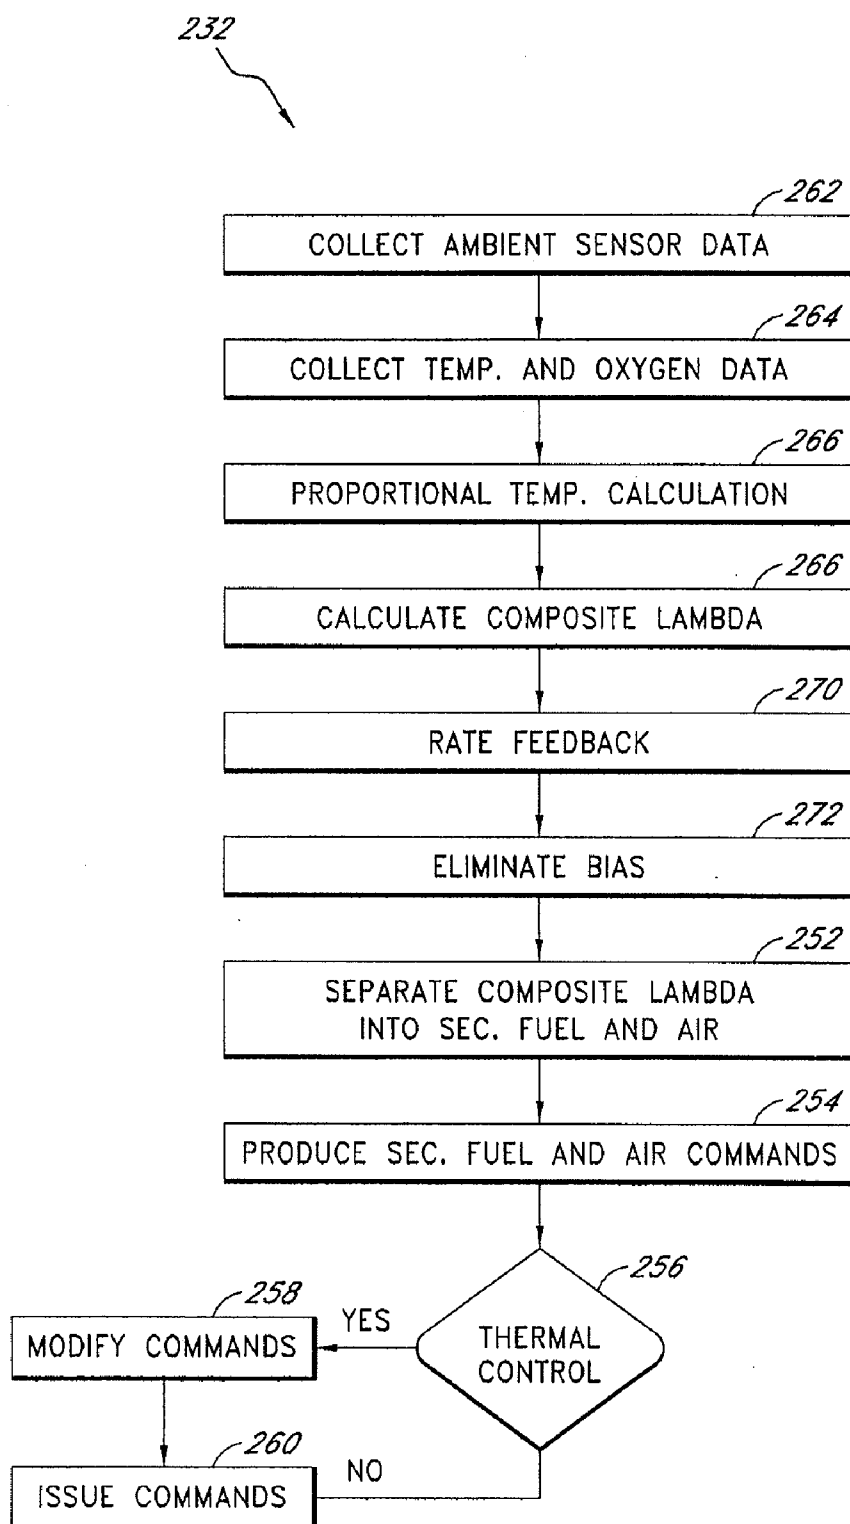 232
262
COLLECT AMBIENT SENSOR DATA
264
COLLECT TEMP. AND OXYGEN DATA
266
PROPORTIONAL TEMP. CALCULATION
266
CALCULATE COMPOSITE LAMBDA
270
RATE FEEDBACK
272
ELIMINATE BIAS
252
SEPARATE COMPOSITE LAMBDA
INTO SEC. FUEL AND AIR
254
PRODUCE SEC. FUEL AND AIR COMMANDS
256
THERMAL
CONTROL
YES
258
MODIFY COMMANDS
260
NO
ISSUE COMMANDS